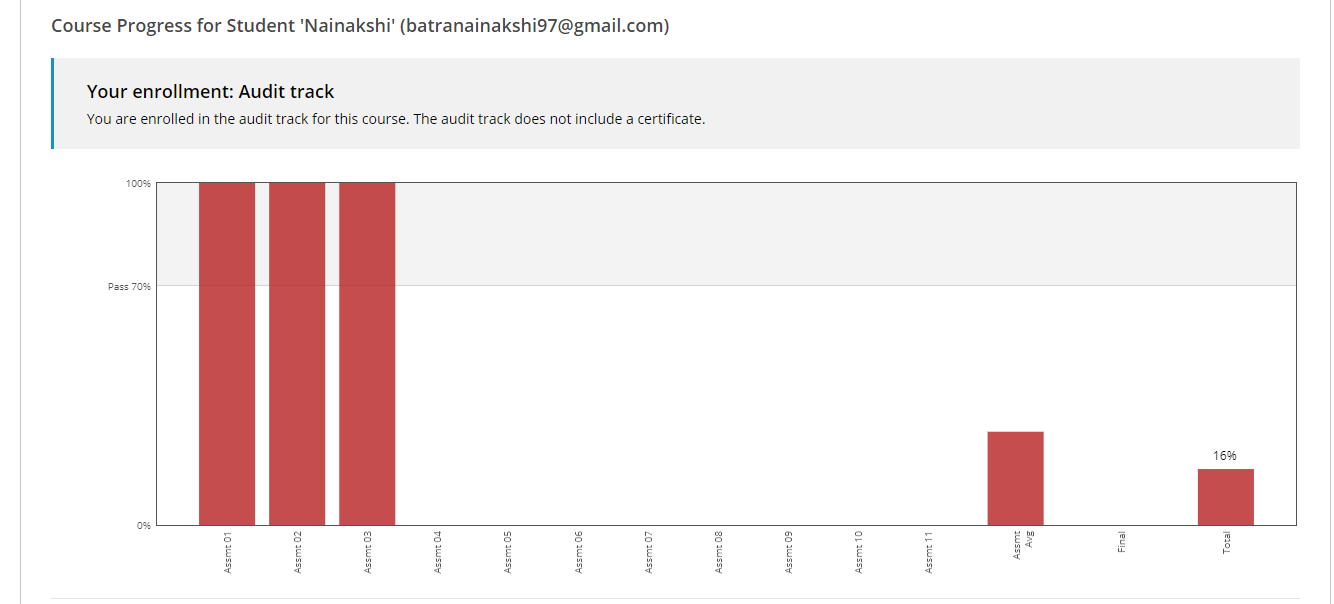 Course Progress for Student 'Nainakshi' (batranainakshi97@gmail.com)
Your enrollment: Audit track
You are enrolled in the audit track for this course. The audit track does not include a certificate.
100%
Pass 70%
0%
16%
Assmt 01
Assmt 02
Assmt 03
Assmt 04
Assmt 05
Assmt 06
Assmt 07
Assmt 08
Assmt 09
Assmt 10
Assmt 11
Assmt
Avg
Final
Total